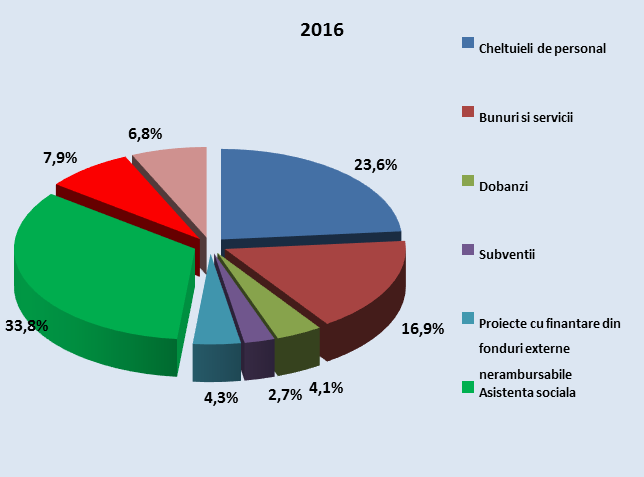 2016
Cheltuieli de personal
Bunuri si servicii
Dobanzi
Subventii
Proiecte cu finantare din
fonduri externe
nerambursabile
Asistenta sociala
6,8%
7,9%
23,6%
33,8%
16,9%
4,3%
2,7%
4,1%